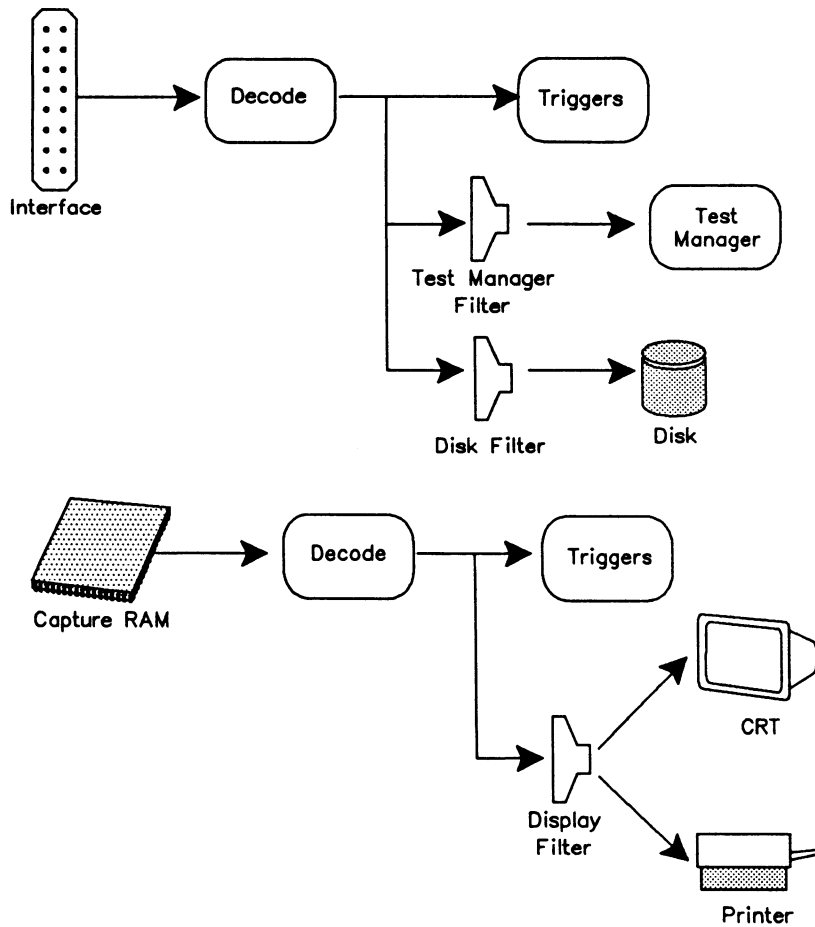 Decode
Triggers
Interface
Test
Manager
Test Manager
Filter
Disk Filter
Disk
Decode
Triggers
Capture RAM
CRT
Display
Filter
Printer